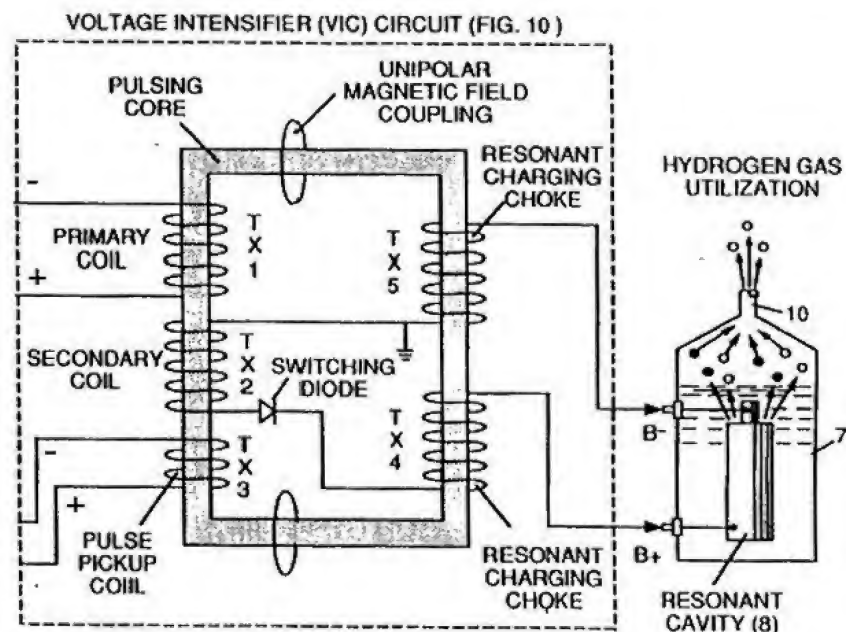 VOLTAGE INTENSIFIER (VIC) CIRCUIT (FIG. 10 )
UNIPOLAR
MAGNETIC FIELD
COUPLING
PULSING
CORE
RESONANT
CHARGING
CHOKE
HYDROGEN GAS
UTILIZATION
-
PRIMARY
COIL
+
T
X
1
T
X
5
10
SECONDARY
COIL
T
X
2
SWITCHING
DIODE
T
X
4
B-
7
-
+
T
X
3
PULSE
PICKUP
COIIL
RESONANT
CHARGING
CHOKE
B+
RESONANT
CAVITY (8)